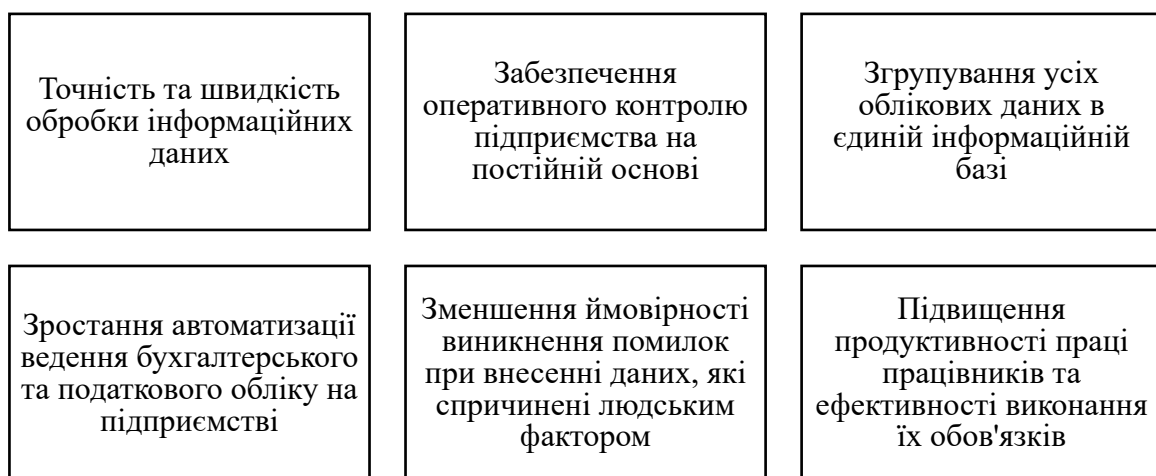 Точність та швидкість
обробки інформаційних
даних
Забезпечення
оперативного контролю
підприємства на
постійній основі
Згрупування усіх
облікових даних в
єдиній інформаційній
базі
Зростання автоматизації
ведення бухгалтерського
та податкового обліку на
підприємстві
Зменшення ймовірності
виникнення помилок
при внесенні даних, які
спричинені людським
фактором
Підвищення
продуктивності праці
працівників та
ефективності виконання
їх обов'язків